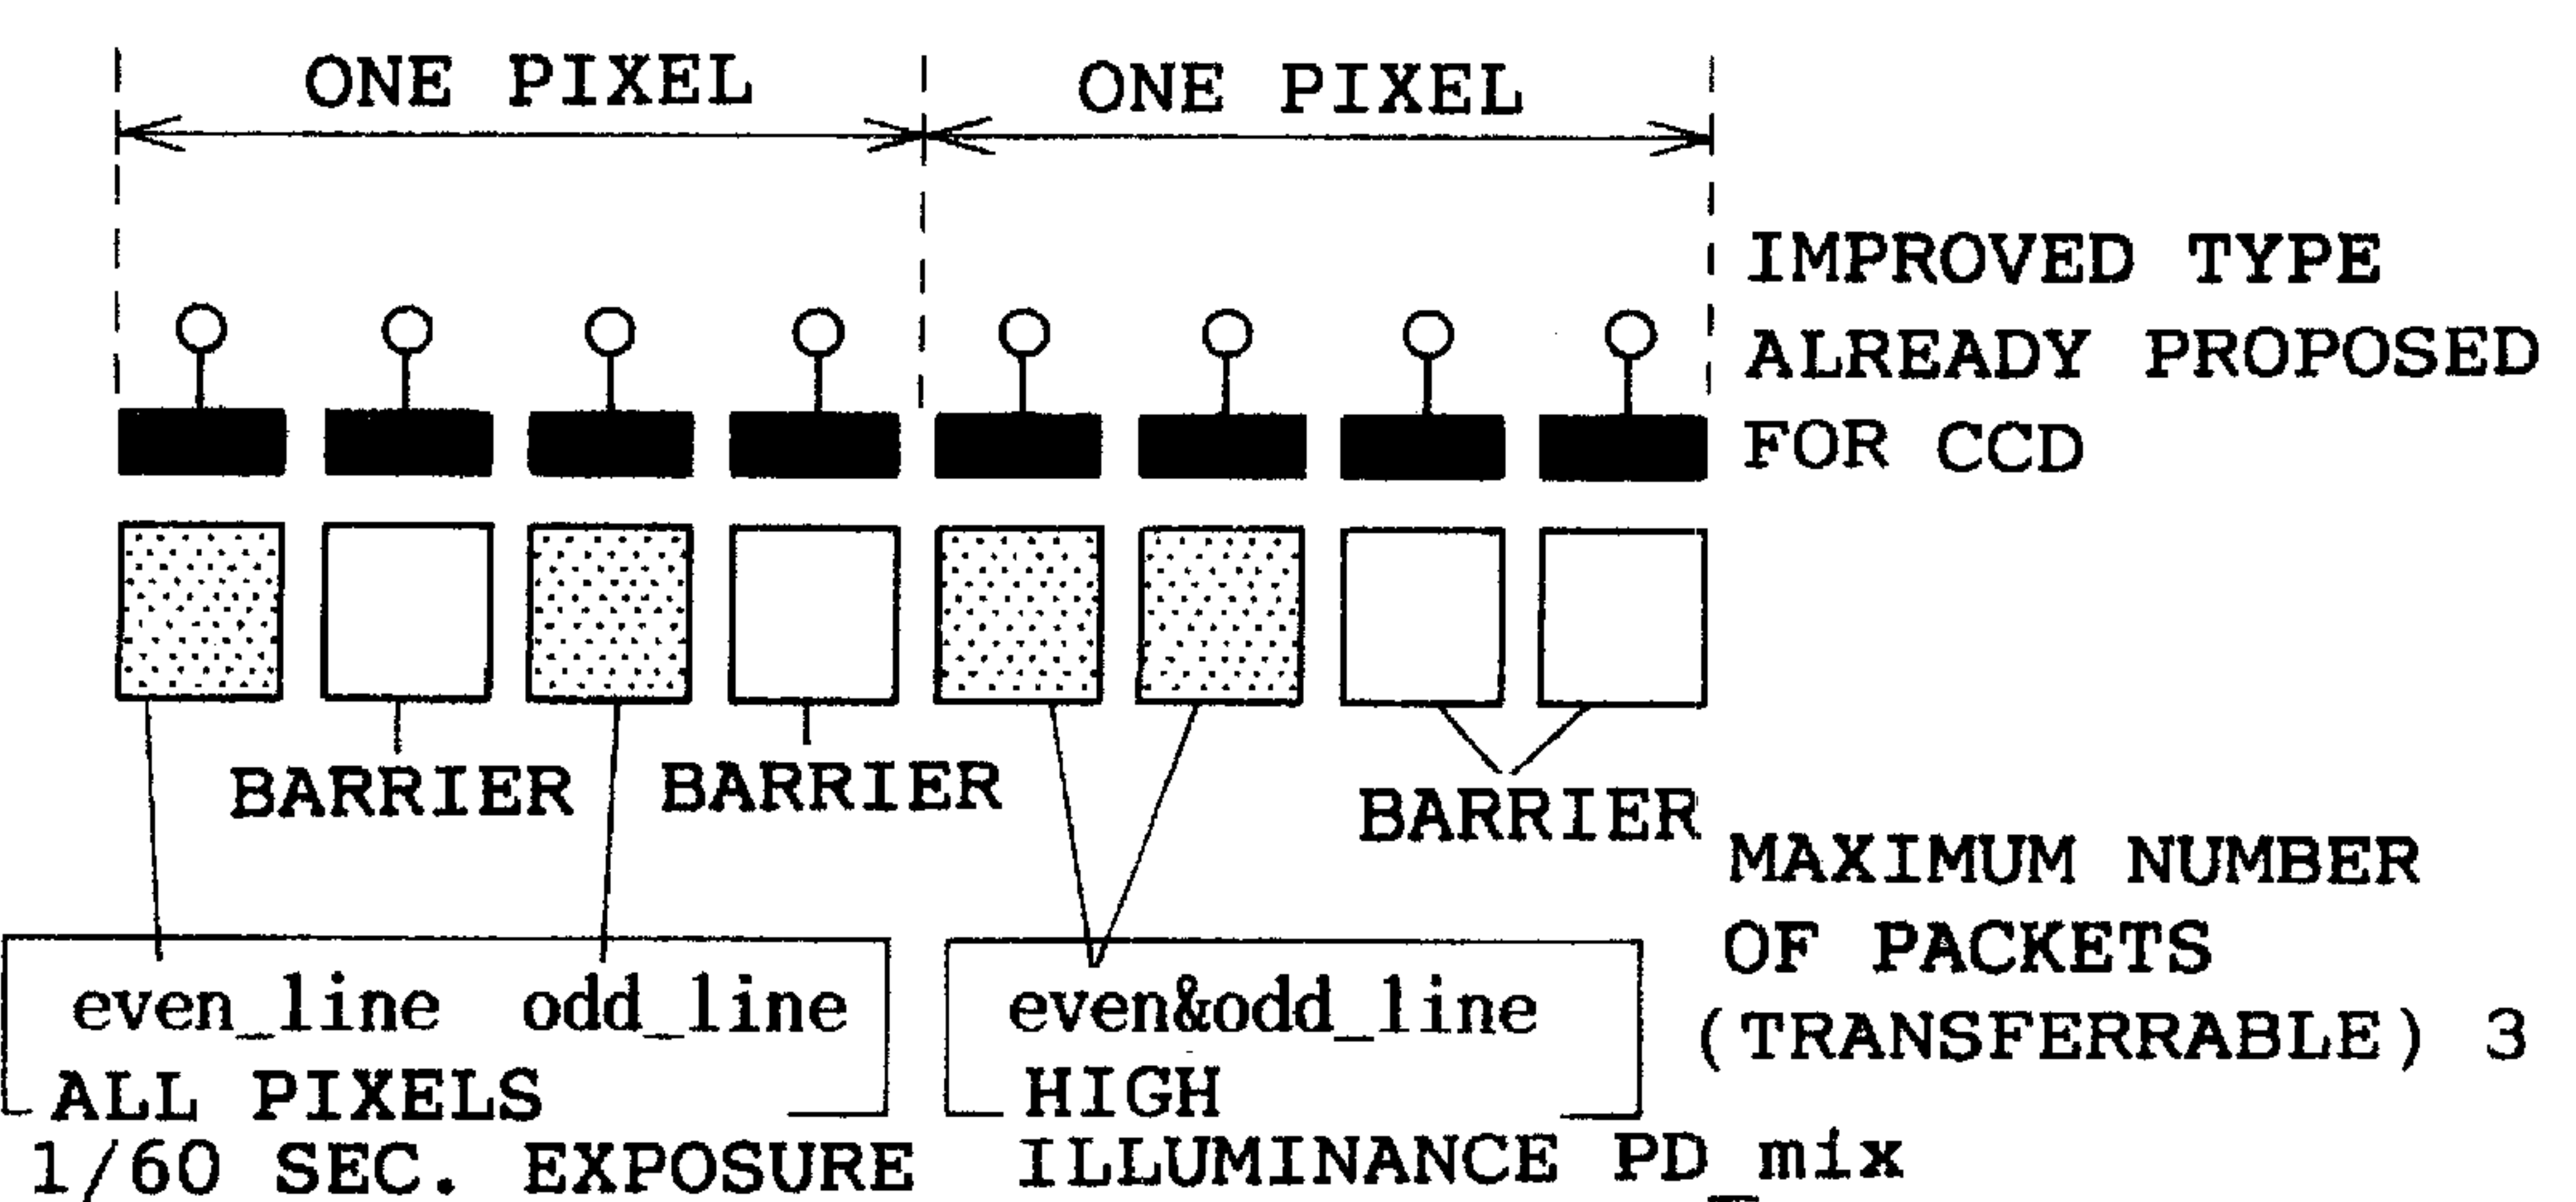 ONE PIXEL ONE PIXEL
IMPROVED TYPE
ALREADY PROPOSED
FOR CCD
BARRIER BARRIER BARRIER
MAXIMUM NUMBER
OF PACKETS
(TRANSFERRABLE) 3
even_line odd_line
ALL PIXELS
1/60 SEC. EXPOSURE
even&odd_line
HIGH
ILLUMINANCE PD_mix